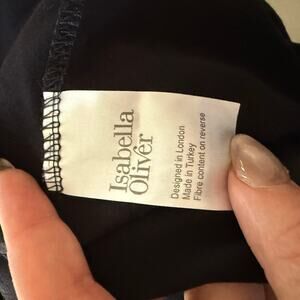 Isabella
Oliver
Designed in London
Made in Turkey
Fibre content on reverse